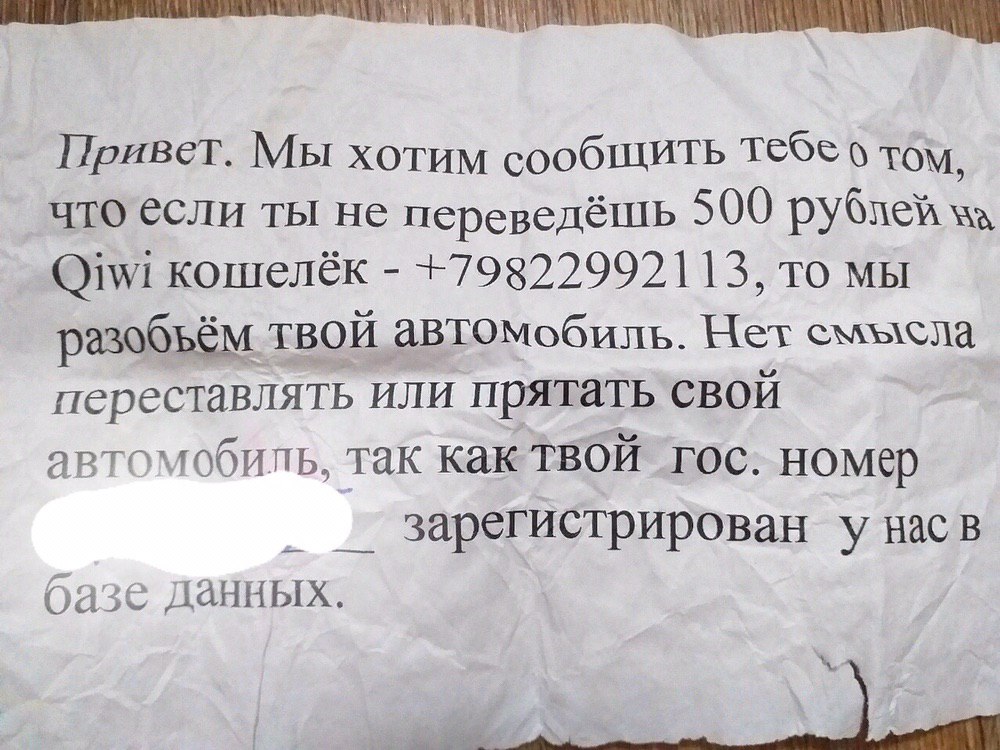 Привет. Мы хотим сообщить тебе о том,
что если ты не переведёшь 500 рублей на
Qiwi кошелёк - +79822992113, то мы
разобьём твой автомобиль. Нет смысла
переставлять или прятать свой
автомобиль, так как твой гос. номер
зарегистрирован у нас в
базе данных.